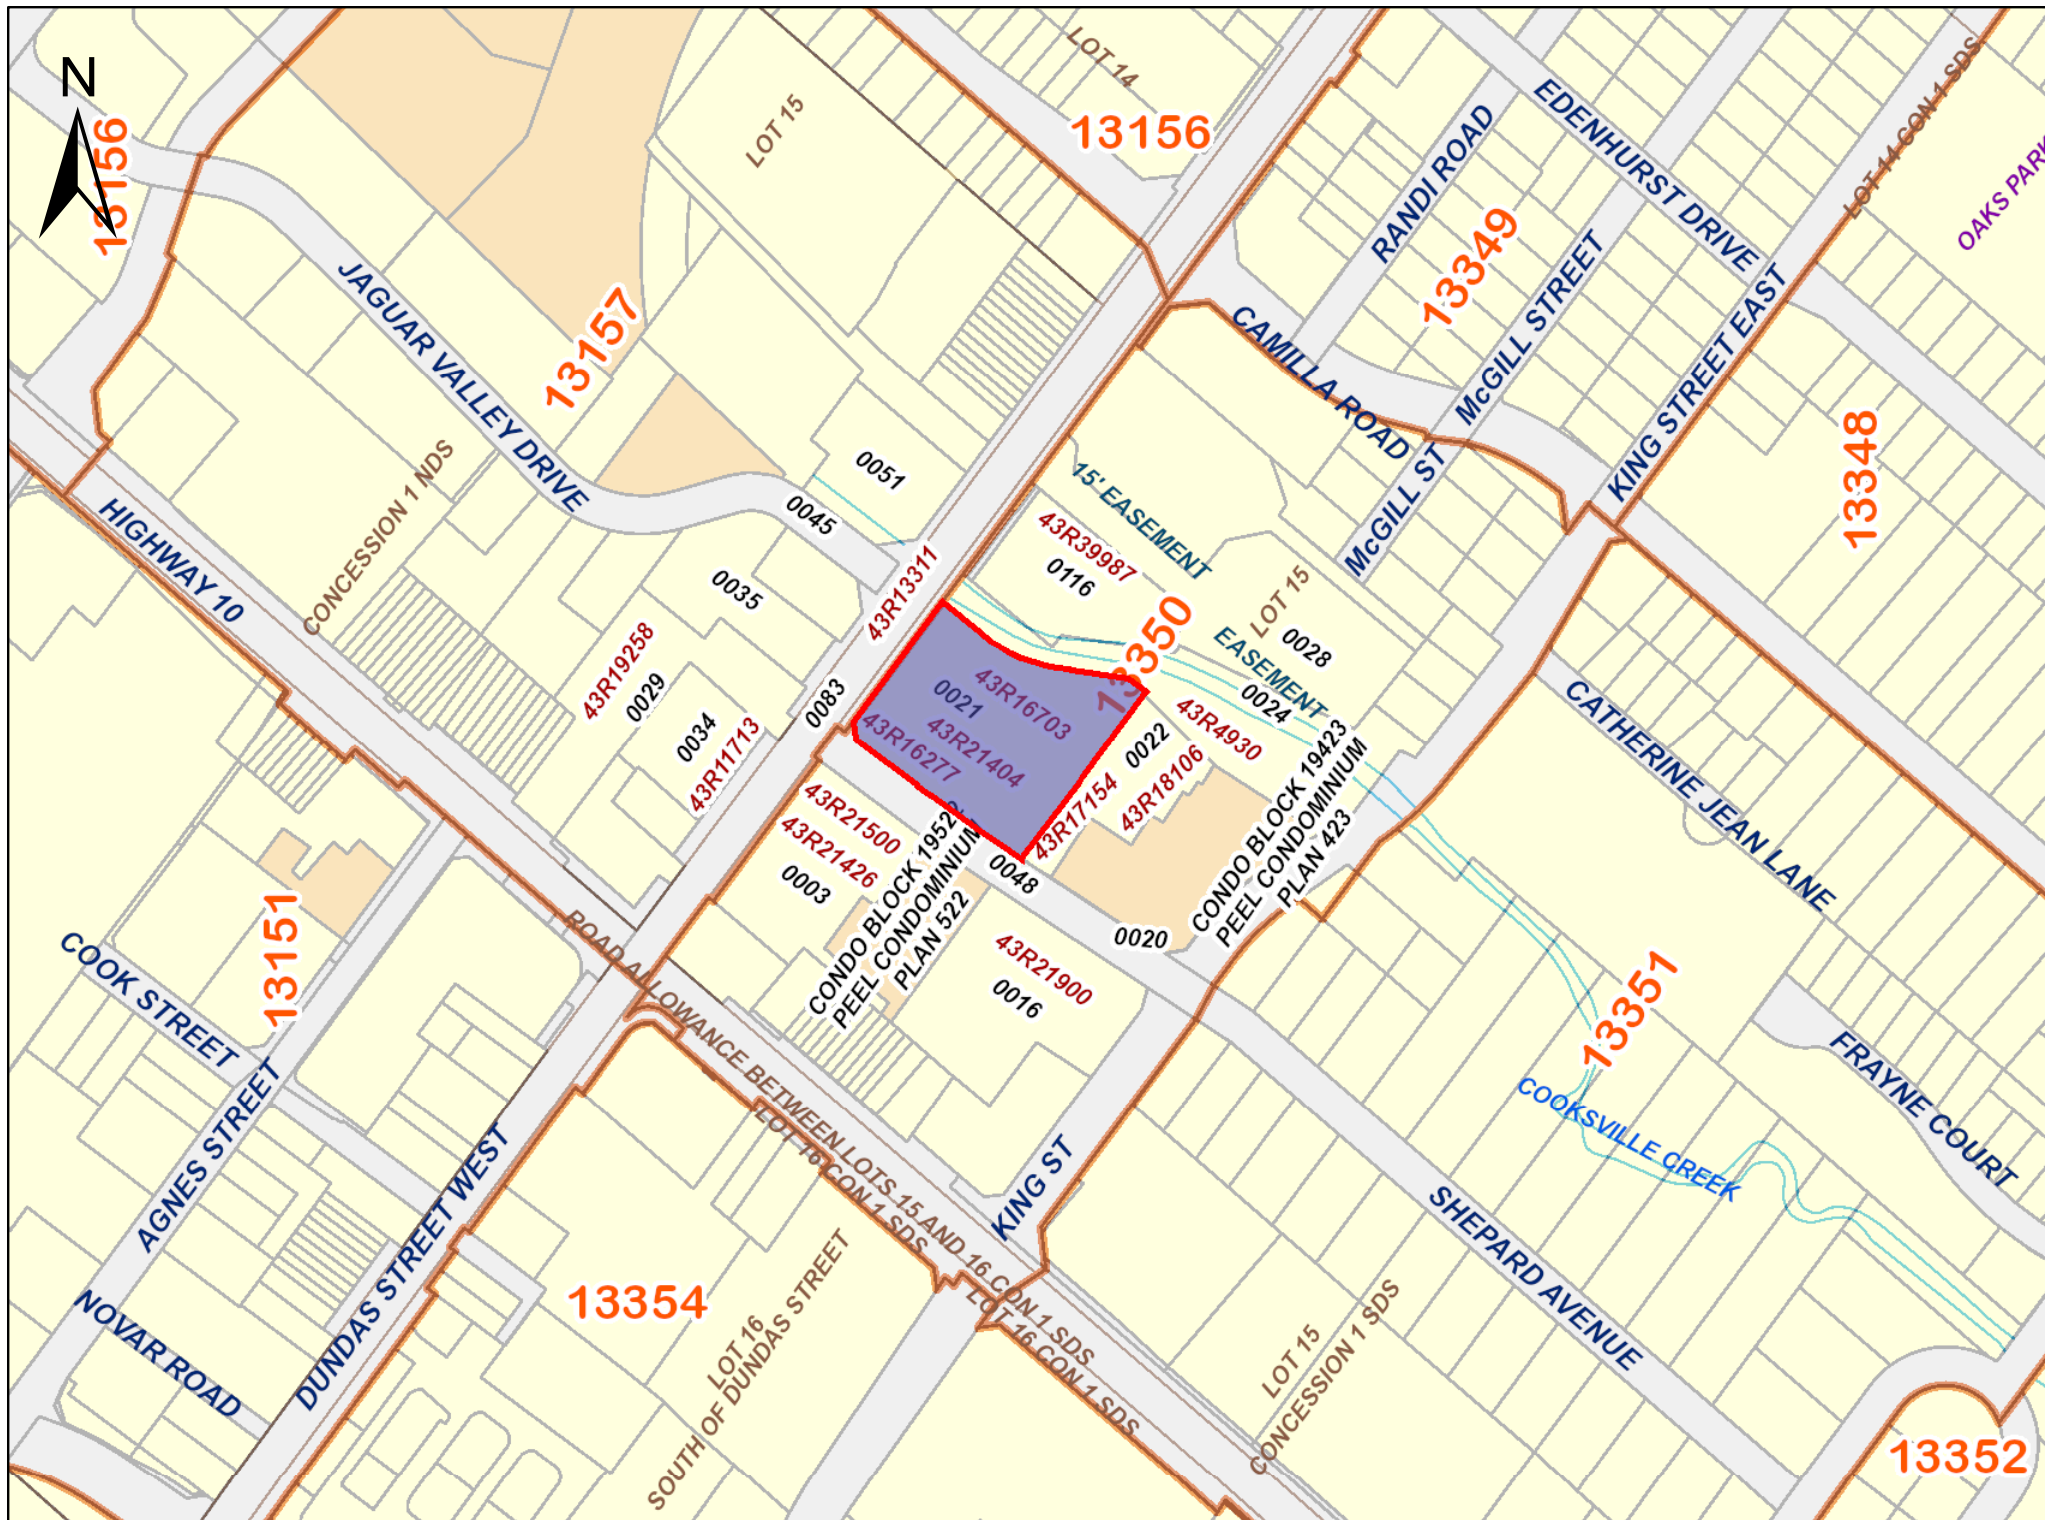 N
13156
LOT 14
13156
LOT 15
EDENHURST DRIVE
RANDI ROAD
LOT 14 CON 1 SDS
OAKS PARK
13349
McGILL STREET
JAGUAR VALLEY DRIVE
13157
CAMILLA ROAD
KING STREET EAST
13348
McGILL ST
CONCESSION 1 NDS
HIGHWAY 10
0051
0045
15' EASEMENT
43R39987
0116
43R13311
0035
LOT 15
EASEMENT
0028
13350
43R19258
0029
0034
43R11713
0083
43R16703
0021
43R21404
43R16277
0024
43R4930
0022
43R18106
43R17154
CATHERINE JEAN LANE
CONDO BLOCK 19423
PEEL CONDOMINIUM
PLAN 423
43R21500
43R21426
0003
CONDO BLOCK 19522
PEEL CONDOMINIUM
PLAN 522
0048
0020
43R21900
0016
13151
COOK STREET
ROAD ALLOWANCE BETWEEN LOTS 15 AND 16 CON 1 SDS
LOT 16 CON 1 SDS
LOT 16 CON 1 SDS
13351
FRAYNE COURT
COOKSVILLE CREEK
AGNES STREET
KING ST
DUNDAS STREET WEST
SHEPARD AVENUE
NOVAR ROAD
13354
LOT 16
SOUTH OF DUNDAS STREET
LOT 15
CONCESSION 1 SDS
13352